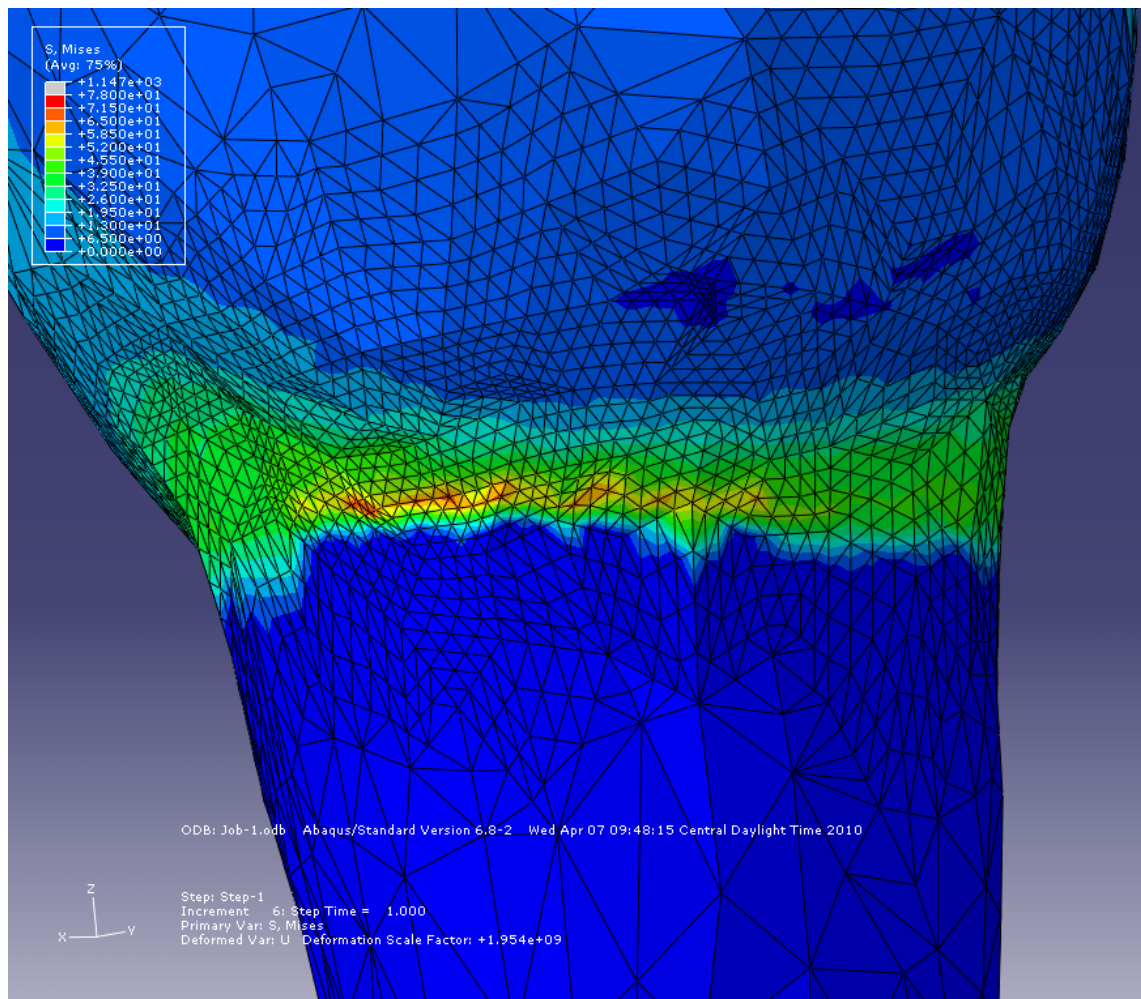 S, Mises
(Avg: 75%)
+1.147e+03
+7.800e+01
+7.150e+01
+6.500e+01
+5.850e+01
+5.200e+01
+4.550e+01
+3.900e+01
+3.250e+01
+2.600e+01
+1.950e+01
+1.300e+01
+6.500e+00
+0.000e+00
ODB: Job-1.odb Abaqus/Standard Version 6.8-2 Wed Apr 07 09:48:15 Central Daylight Time 2010
Z
X Y
Step: Step-1
Increment 6: Step Time = 1.000
Primary Var: S, Mises
Deformed Var: U Deformation Scale Factor: +1.954e+09